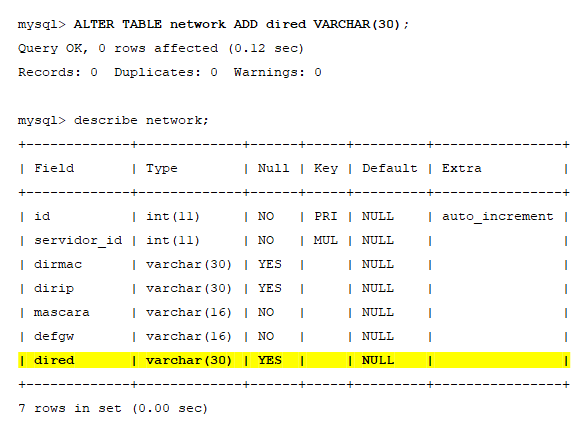 mysql> ALTER TABLE network ADD dired VARCHAR(30);
Query OK, 0 rows affected (0.12 sec)
Records: 0  Duplicates: 0  Warnings: 0

mysql> describe network;
+-------------+-------------+------+-----+---------+----------------+
| Field       | Type        | Null | Key | Default | Extra          |
+-------------+-------------+------+-----+---------+----------------+
| id          | int(11)     | NO   | PRI | NULL    | auto_increment |
| servidor_id | int(11)     | NO   | MUL | NULL    |                |
| dirmac      | varchar(30) | YES  |     | NULL    |                |
| dirip       | varchar(30) | YES  |     | NULL    |                |
| mascara     | varchar(16) | NO   |     | NULL    |                |
| defgw       | varchar(16) | NO   |     | NULL    |                |
| dired       | varchar(30) | YES  |     | NULL    |                |
+-------------+-------------+------+-----+---------+----------------+
7 rows in set (0.00 sec)